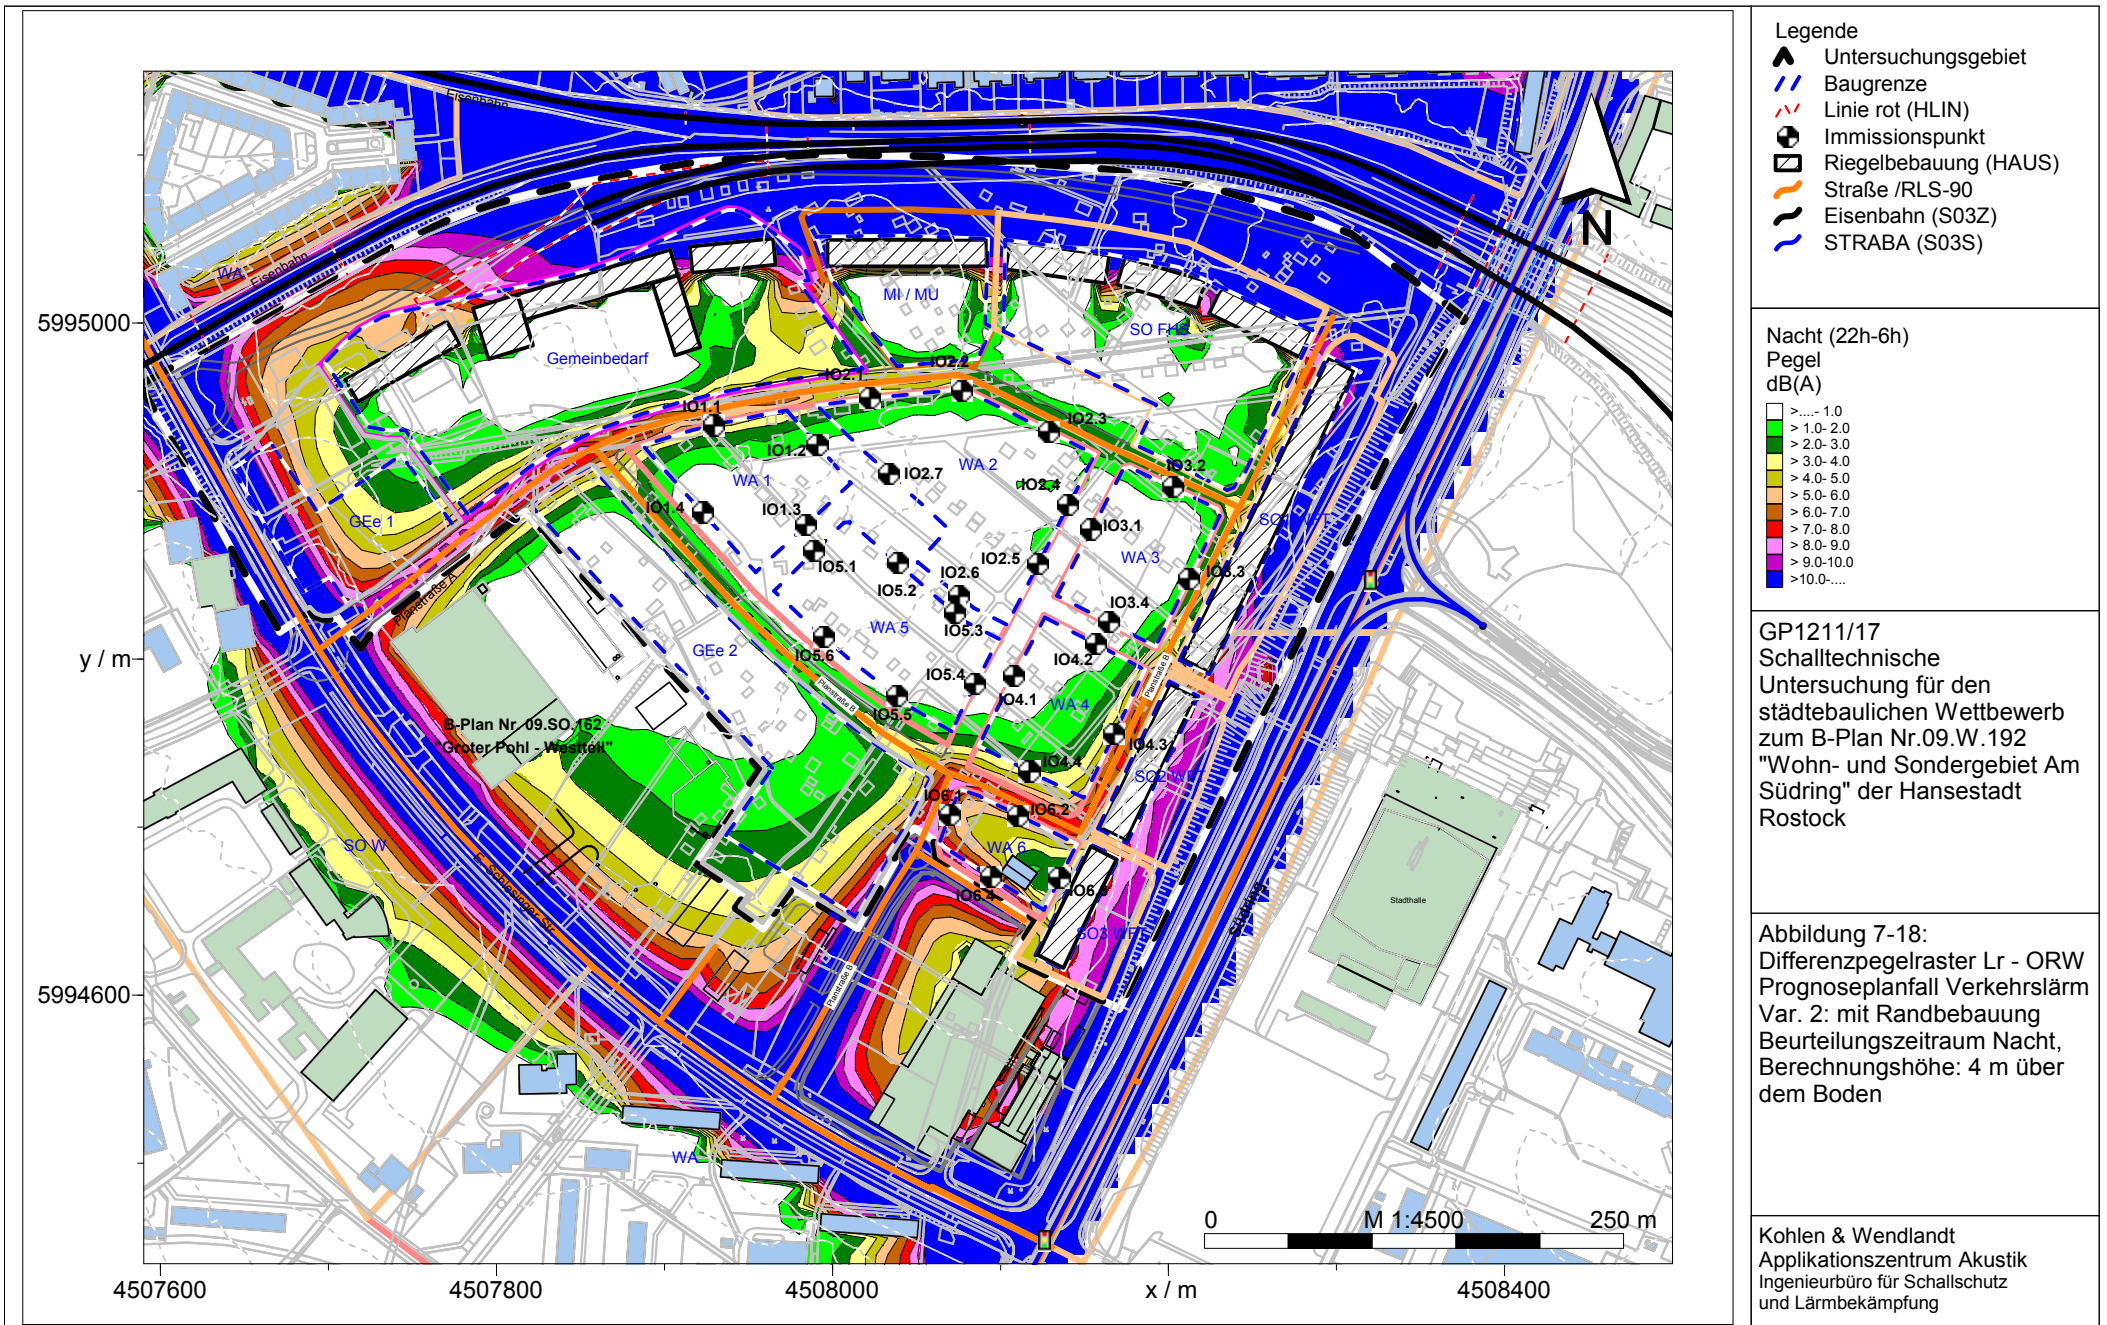 Legende
Untersuchungsgebiet
Baugrenze
Linie rot (HLIN)
Immissionspunkt
Riegelbebauung (HAUS)
Straße /RLS-90
Eisenbahn (S03Z)
STRABA (S03S)
Nacht (22h-6h)
Pegel
dB(A)
>....- 1.0
> 1.0- 2.0
> 2.0- 3.0
> 3.0- 4.0
> 4.0- 5.0
> 5.0- 6.0
> 6.0- 7.0
> 7.0- 8.0
> 8.0- 9.0
> 9.0-10.0
>10.0-....
GP1211/17
Schalltechnische
Untersuchung für den
städtebaulichen Wettbewerb
zum B-Plan Nr.09.W.192
"Wohn- und Sondergebiet Am
Südring" der Hansestadt
Rostock
Abbildung 7-18:
Differenzpegelraster Lr - ORW
Prognoseplanfall Verkehrslärm
Var. 2: mit Randbebauung
Beurteilungszeitraum Nacht,
Berechnungshöhe: 4 m über
dem Boden
Kohlen & Wendlandt
Applikationszentrum Akustik
Ingenieurbüro für Schallschutz
und Lärmbekämpfung
Eisenbahn
N
WA
Eisenbahn
MI / MU
5995000
SO FHS
Gemeinbedarf
IO2.2
IO2.1
IO1.1
IO2.3
IO1.2
WA 2
IO3.2
IO2.7
WA 1
IO2.4
IO1.4
IO1.3
GEe 1
IO3.1
WA 3
IO5.1
IO2.5
IO3.3
IO2.6
Planstraße A
IO5.2
IO3.4
WA 5
IO5.3
GEe 2
IO5.6
IO4.2
y / m
Planstraße B
IO5.4
Planstraße B
IO4.1
WA 4
IO5.5
B-Plan Nr. 09.SO.162
"Groter Pohl - Westteil"
IO4.3
IO4.4
SO2 WFT
IO6.1
IO6.2
SO W
WA 6
IO6.4
Stadthalle
Südring
SO3 WFT
Planstraße B
5994600
WA
0
M 1:4500
250 m
4507600
4507800
4508000
x / m
4508400